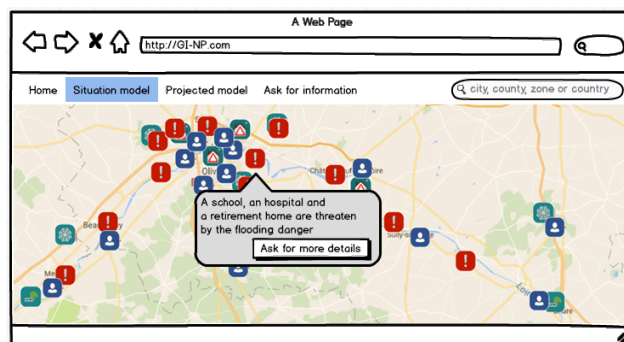 A Web Page
http://GI-NP.com
Home Situation model Projected model Ask for information
city, county, zone or country
Oliv
A school, an hospital and
a retirement home are threaten
by the flooding danger
Ask for more details